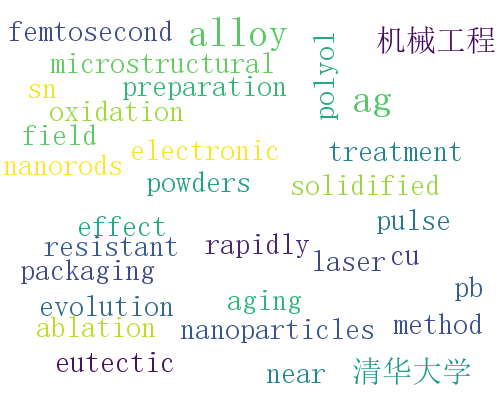 femtosecond alloy 机械工程
microstructural polyol
sn preparation ag
oxidation
field electronic treatment
nanorods
powders solidified
effect pulse
resistant rapidly laser cu
packaging pb
evolution aging
ablation nanoparticles method
eutectic near 清华大学